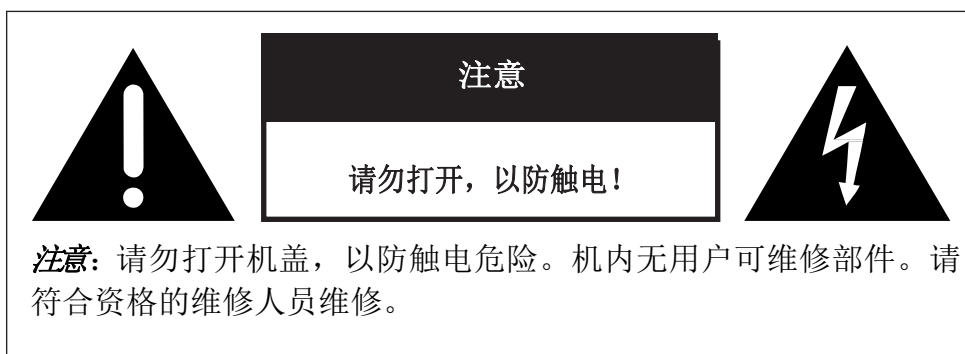 注意
请勿打开，以防触电！
注意：请勿打开机盖，以防触电危险。机内无用户可维修部件。请
符合资格的维修人员维修。